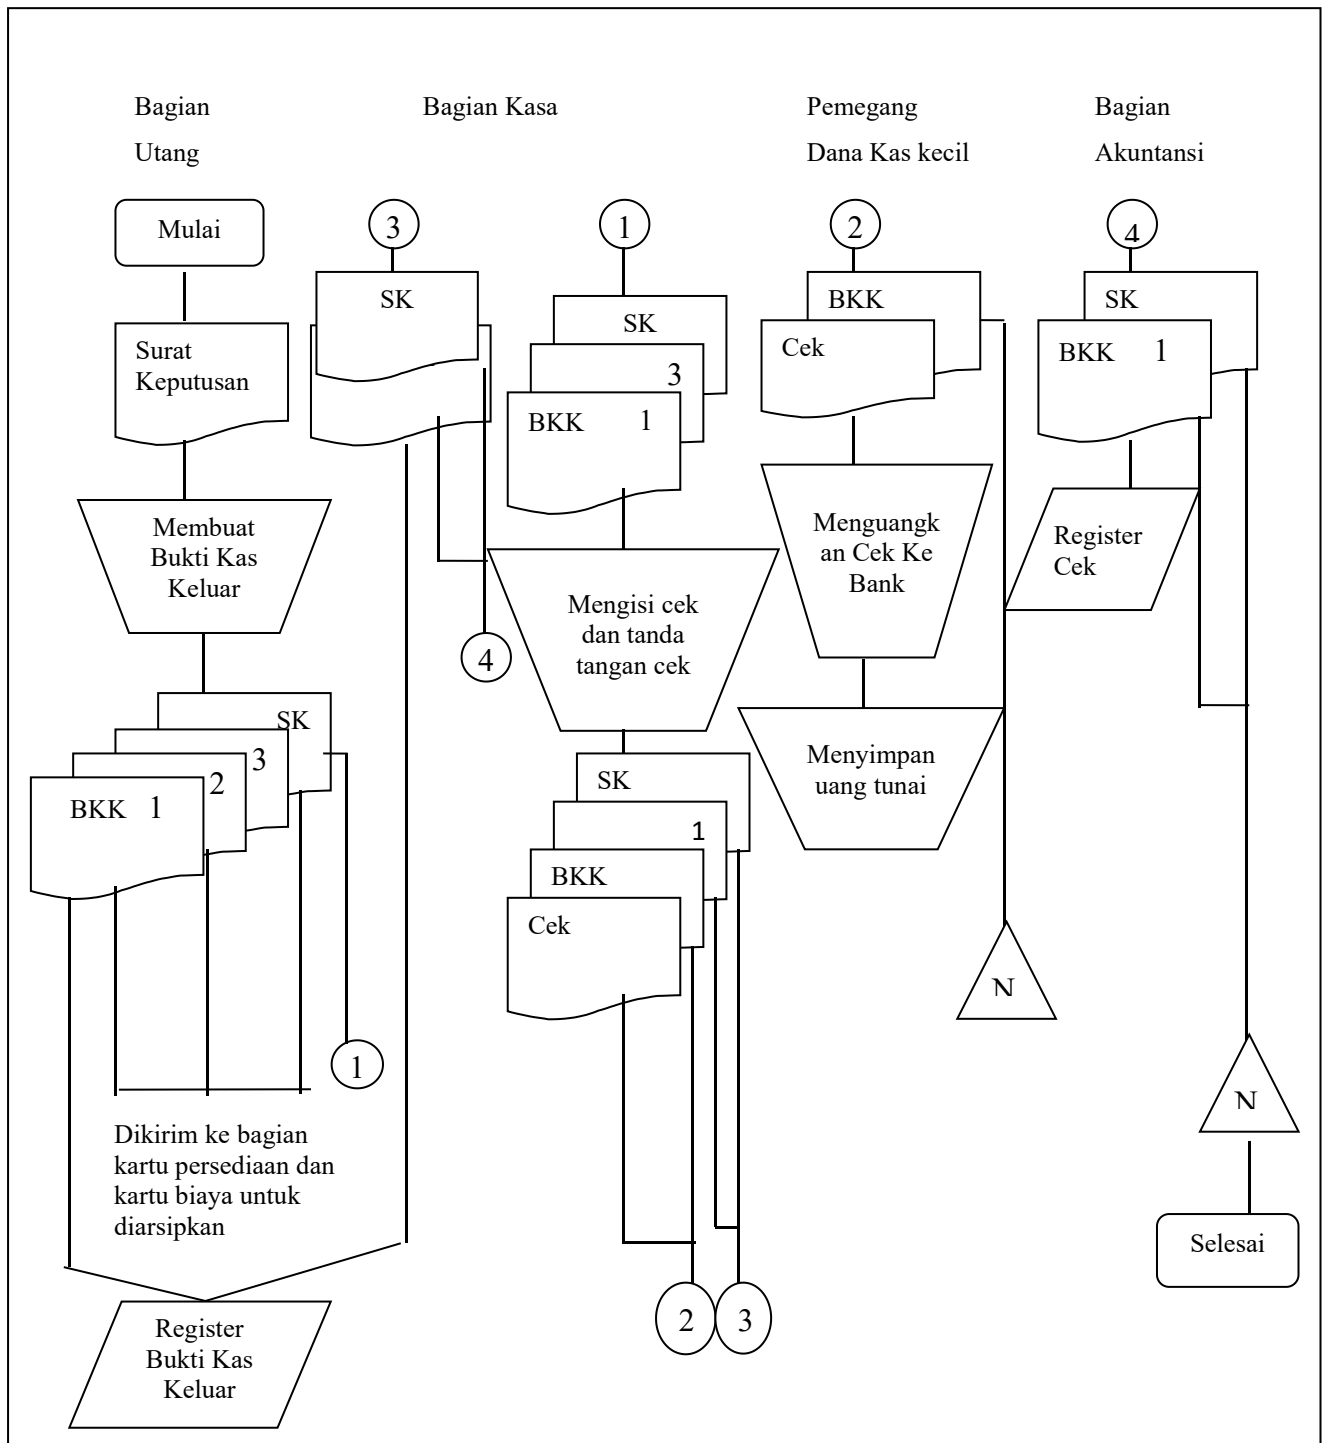 Bagian
Utang
Bagian Kasa
Pemegang
Dana Kas kecil
Bagian
Akuntansi
Mulai
Surat
Keputusan
Membuat
Bukti Kas
Keluar
SK
3
2
BKK 1
1
Dikirim ke bagian
kartu persediaan dan
kartu biaya untuk
diarsipkan
Register
Bukti Kas
Keluar
3
SK
4
1
SK
3
BKK 1
Mengisi cek
dan tanda
tangan cek
SK
1
BKK
Cek
2
3
2
BKK
Cek
Menguangk
an Cek Ke
Bank
Menyimpan
uang tunai
N
4
SK
BKK 1
Register
Cek
N
Selesai